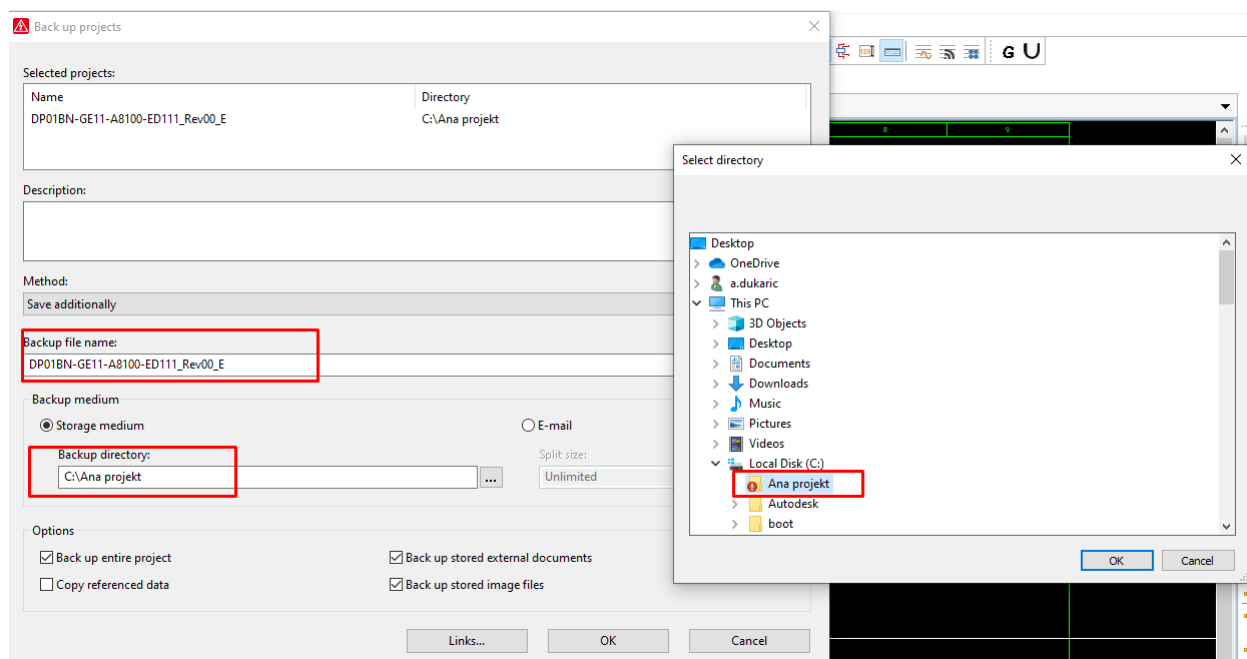 Back up projects
Selected projects:
Name Directory
DP01BN-GE11-A8100-ED111_Rev00_E C:\Ana projekt
Description:
Method:
Save additionally
Backup file name:
DP01BN-GE11-A8100-ED111_Rev00_E
Backup medium
Storage medium E-mail
Backup directory: Split size:
C:\Ana projekt ... Unlimited
Options
Back up entire project Back up stored external documents
Copy referenced data Back up stored image files
Links... OK Cancel
G U
8 9
Select directory
Desktop
OneDrive
a.dukaric
This PC
3D Objects
Desktop
Documents
Downloads
Music
Pictures
Videos
Local Disk (C:)
Ana projekt
Autodesk
boot
OK Cancel